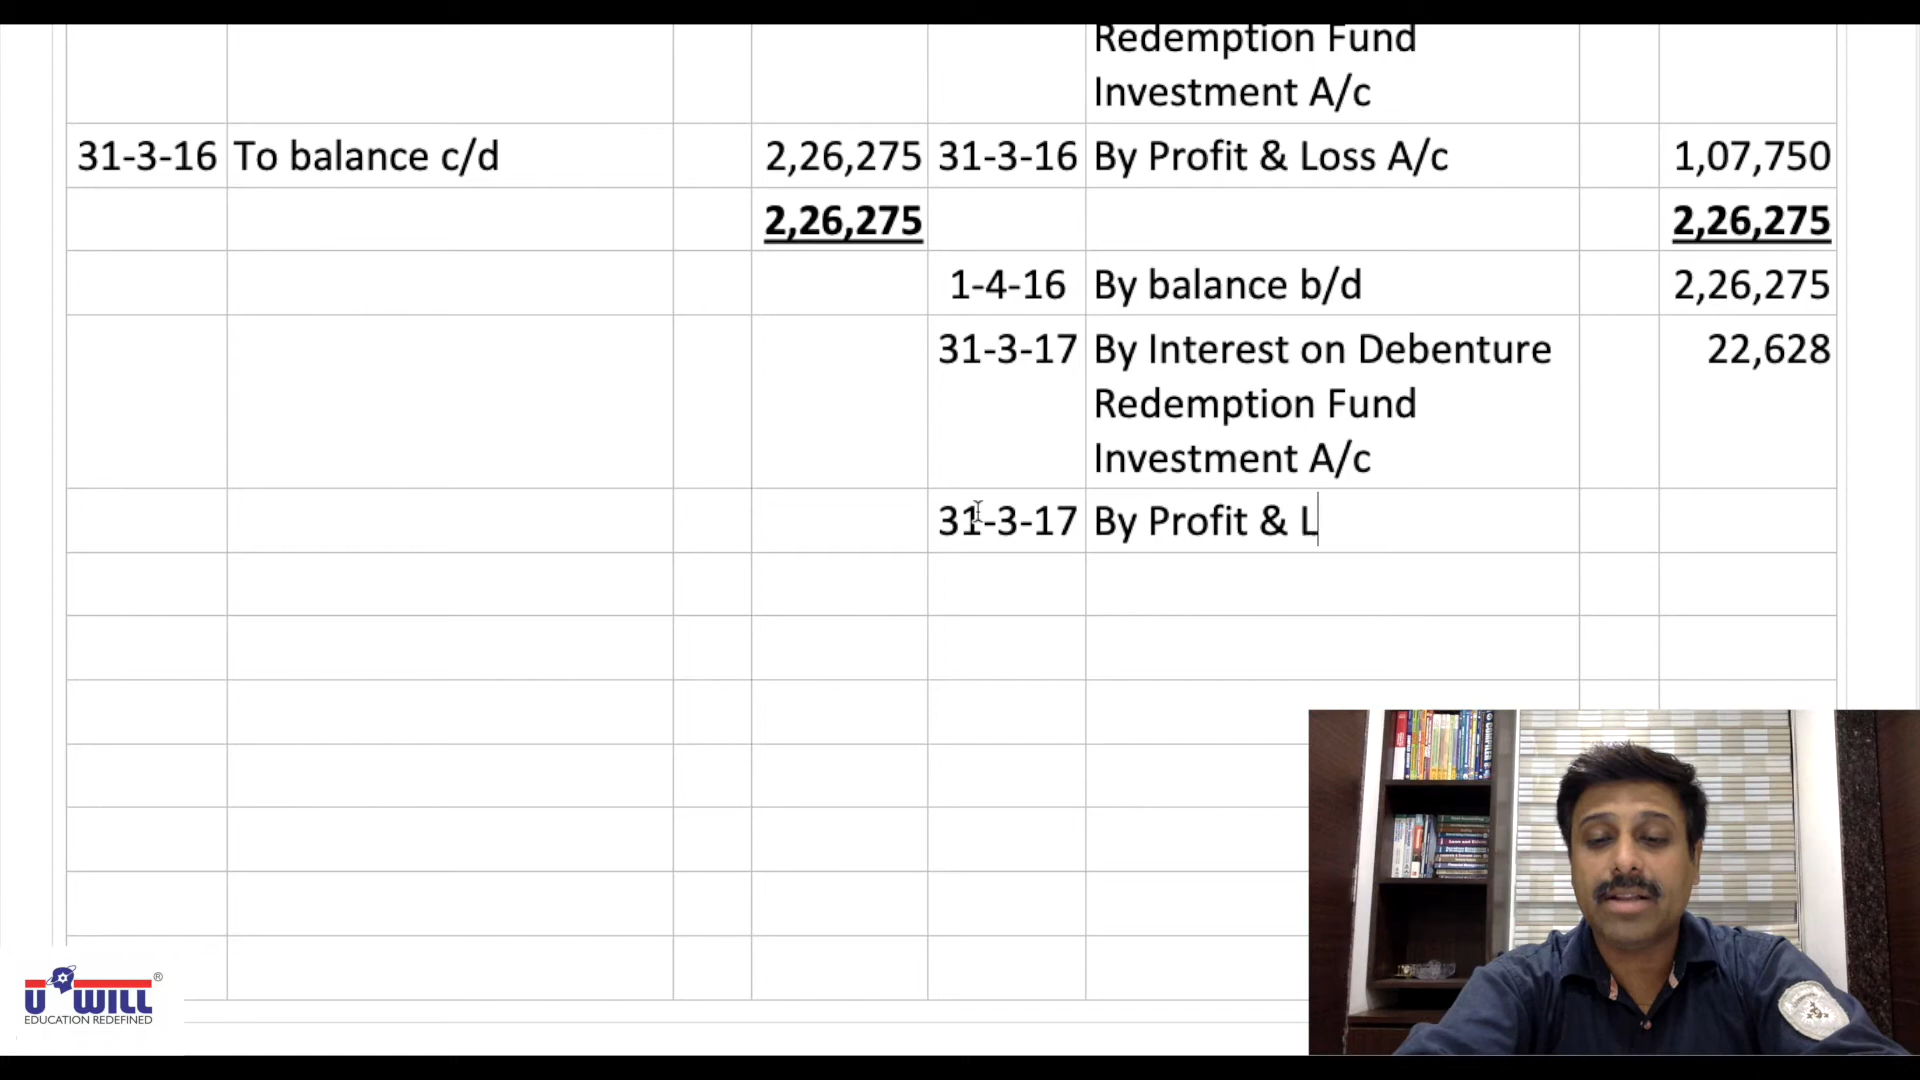 Redemption Fund
Investment A/c
31-3-16 To balance c/d 2,26,275 31-3-16 By Profit & Loss A/c 1,07,750
2,26,275 2,26,275
1-4-16 By balance b/d 2,26,275
31-3-17 By Interest on Debenture 22,628
Redemption Fund
Investment A/c
31-3-17 By Profit & L
U WILL ®
EDUCATION REDEFINED